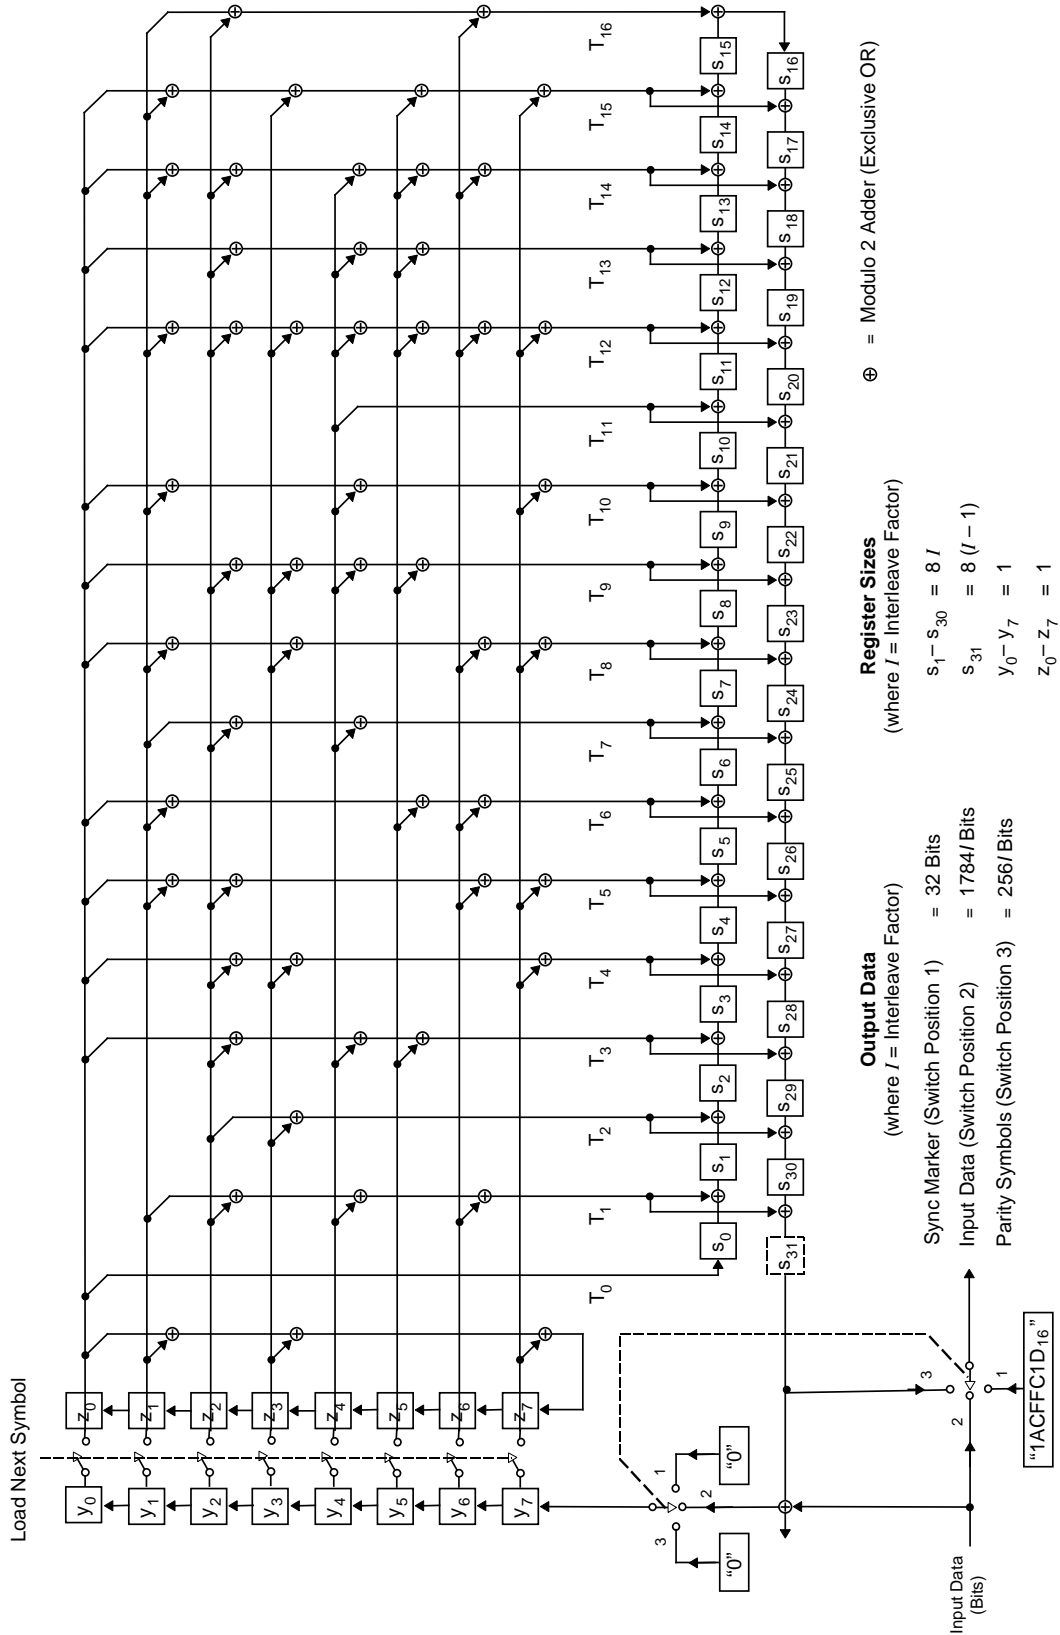 Load Next Symbol
y0 y1 y2 y3 y4 y5 y6 y7
z0 z1 z2 z3 z4 z5 z6 z7
T0 T1 T2 T3 T4 T5 T6 T7 T8 T9 T10 T11 T12 T13 T14 T15 T16
s0 s1 s2 s3 s4 s5 s6 s7 s8 s9 s10 s11 s12 s13 s14 s15
s31 s30 s29 s28 s27 s26 s25 s24 s23 s22 s21 s20 s19 s18 s17 s16
3
2
1
“0”
“0”
Input Data
(Bits)
3
2
1
“1ACFFC1D16”
Output Data
(where I = Interleave Factor)
Sync Marker (Switch Position 1) = 32 Bits
Input Data (Switch Position 2) = 1784I Bits
Parity Symbols (Switch Position 3) = 256I Bits
Register Sizes
(where I = Interleave Factor)
s1– s30 = 8 I
s31 = 8 (I – 1)
y0– y7 = 1
z0– z7 = 1
⊕ = Modulo 2 Adder (Exclusive OR)